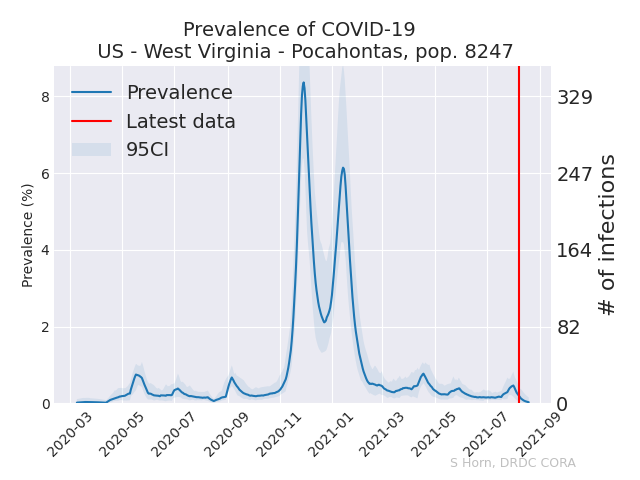 Prevalence of COVID-19
US - West Virginia - Pocahontas, pop. 8247
Prevalence
Latest data
95CI
Prevalence (%)
8
6
4
2
0
329
247
164
82
0
# of infections
2020-03
2020-05
2020-07
2020-09
2020-11
2021-01
2021-03
2021-05
2021-07
2021-09
S Horn, DRDC CORA